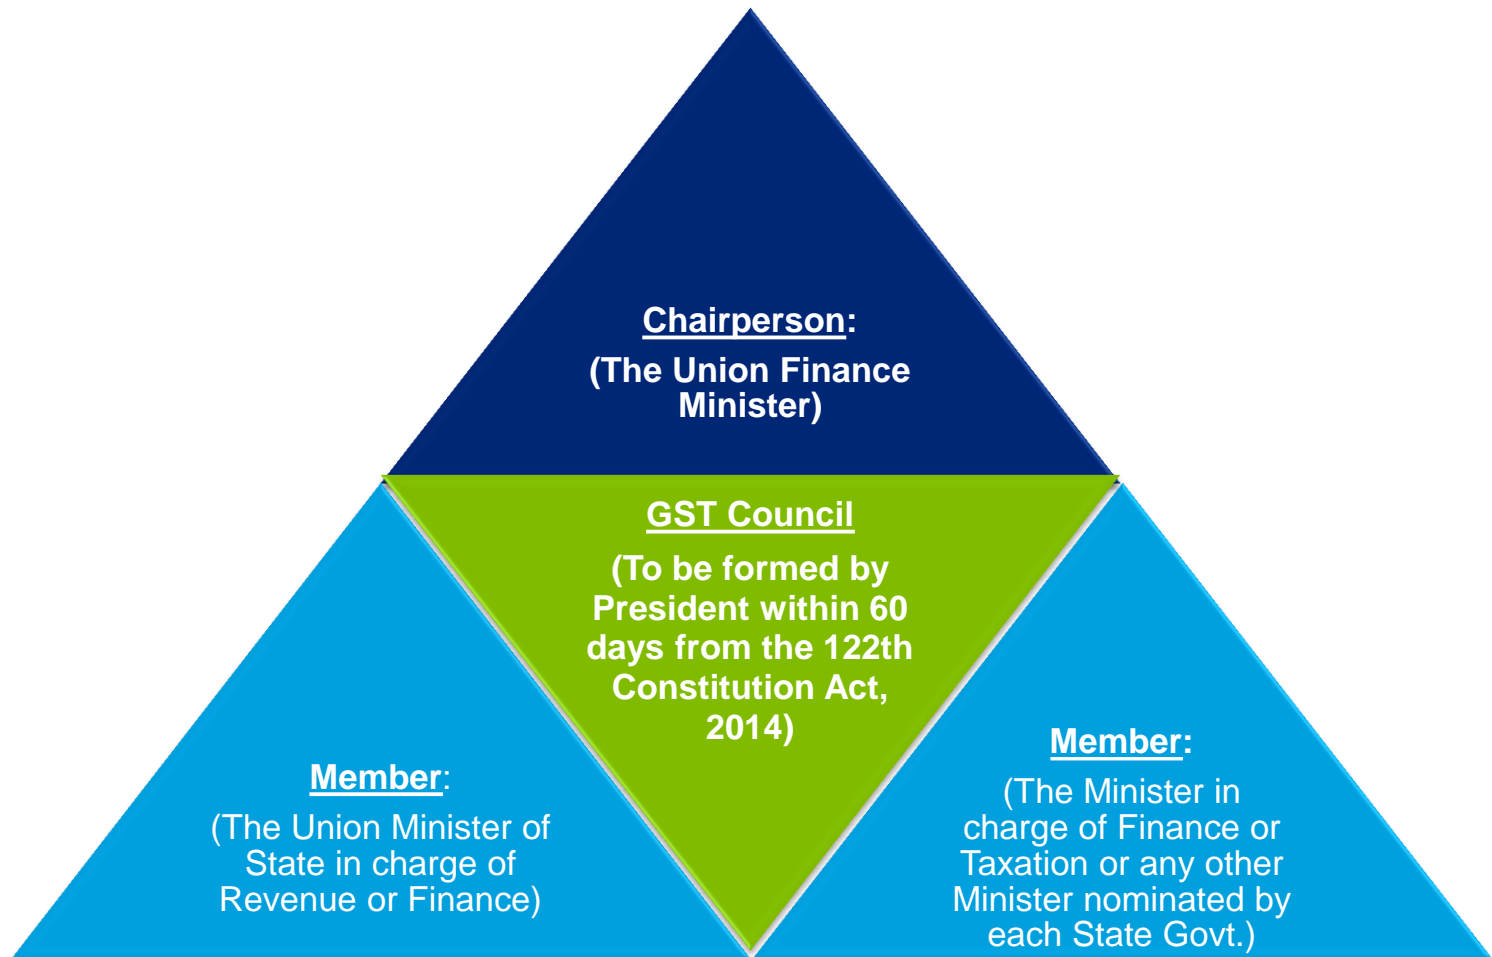 Chairperson:
(The Union Finance
Minister)
GST Council
(To be formed by
President within 60
days from the 122th
Constitution Act,
2014)
Member:
(The Union Minister of
State in charge of
Revenue or Finance)
Member:
(The Minister in
charge of Finance or
Taxation or any other
Minister nominated by
each State Govt.)